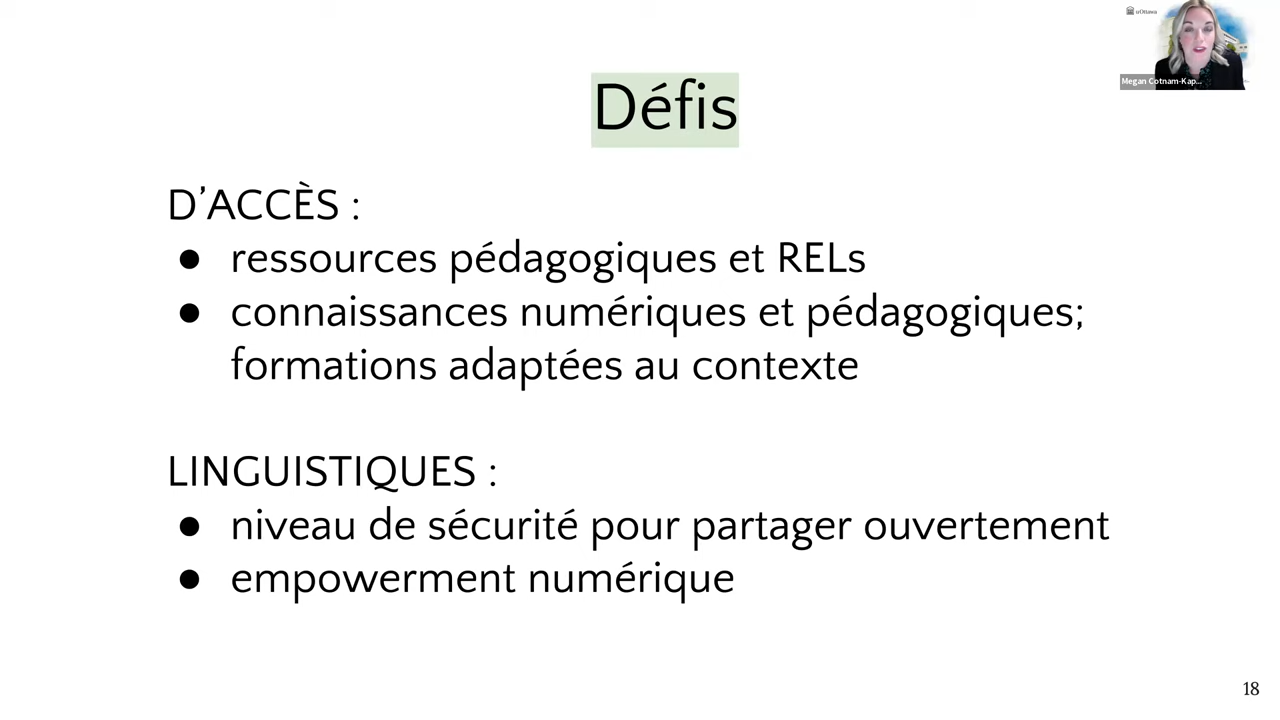 uOttawa
Megan Cotnam-Kap...
Défis
D’ACCÈS :
● ressources pédagogiques et RELs
● connaissances numériques et pédagogiques;
formations adaptées au contexte
LINGUISTIQUES :
● niveau de sécurité pour partager ouvertement
● empowerment numérique
18